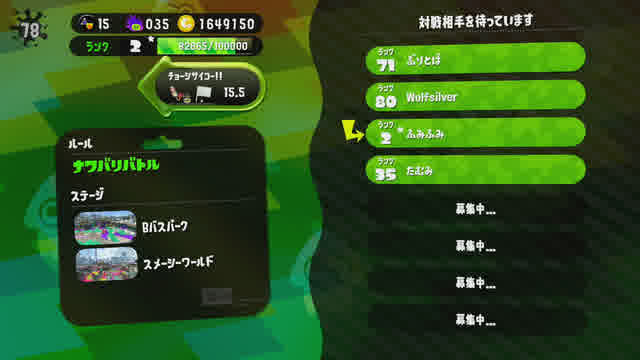 78
15
035
1649150
ランク 2 82065/100000
チョーシサイコー!!
15.5
ルール
ナワバリバトル
ステージ
Bバスパーク
スメーシーワールド
対戦相手を待っています
ランク 71 ぷりとば
ランク 80 Wolfsilver
ランク 2 ふみふみ
ランク 35 たむみ
募集中...
募集中...
募集中...
募集中...